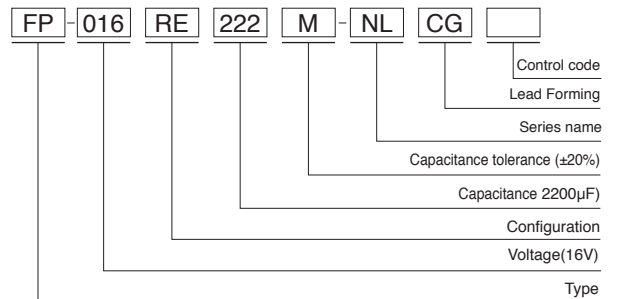 FP-016 RE 222 M-NL CG
Control code
Lead Forming
Series name
Capacitance tolerance (±20%)
Capacitance 2200µF)
Configuration
Voltage(16V)
Type